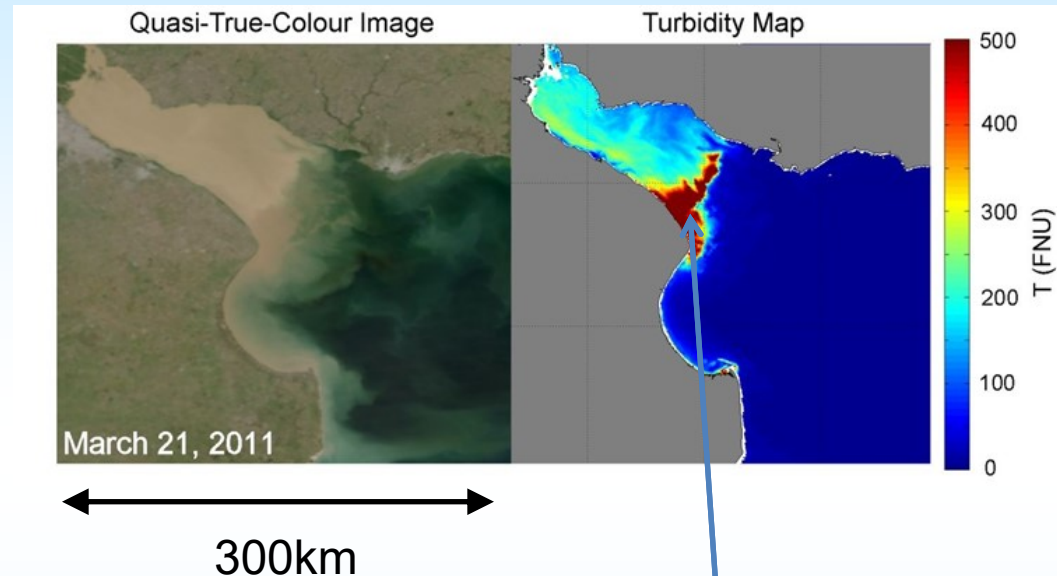 Quasi-True-Colour Image
Turbidity Map
500
400
300
200
100
0
T (FNU)
March 21, 2011
300km